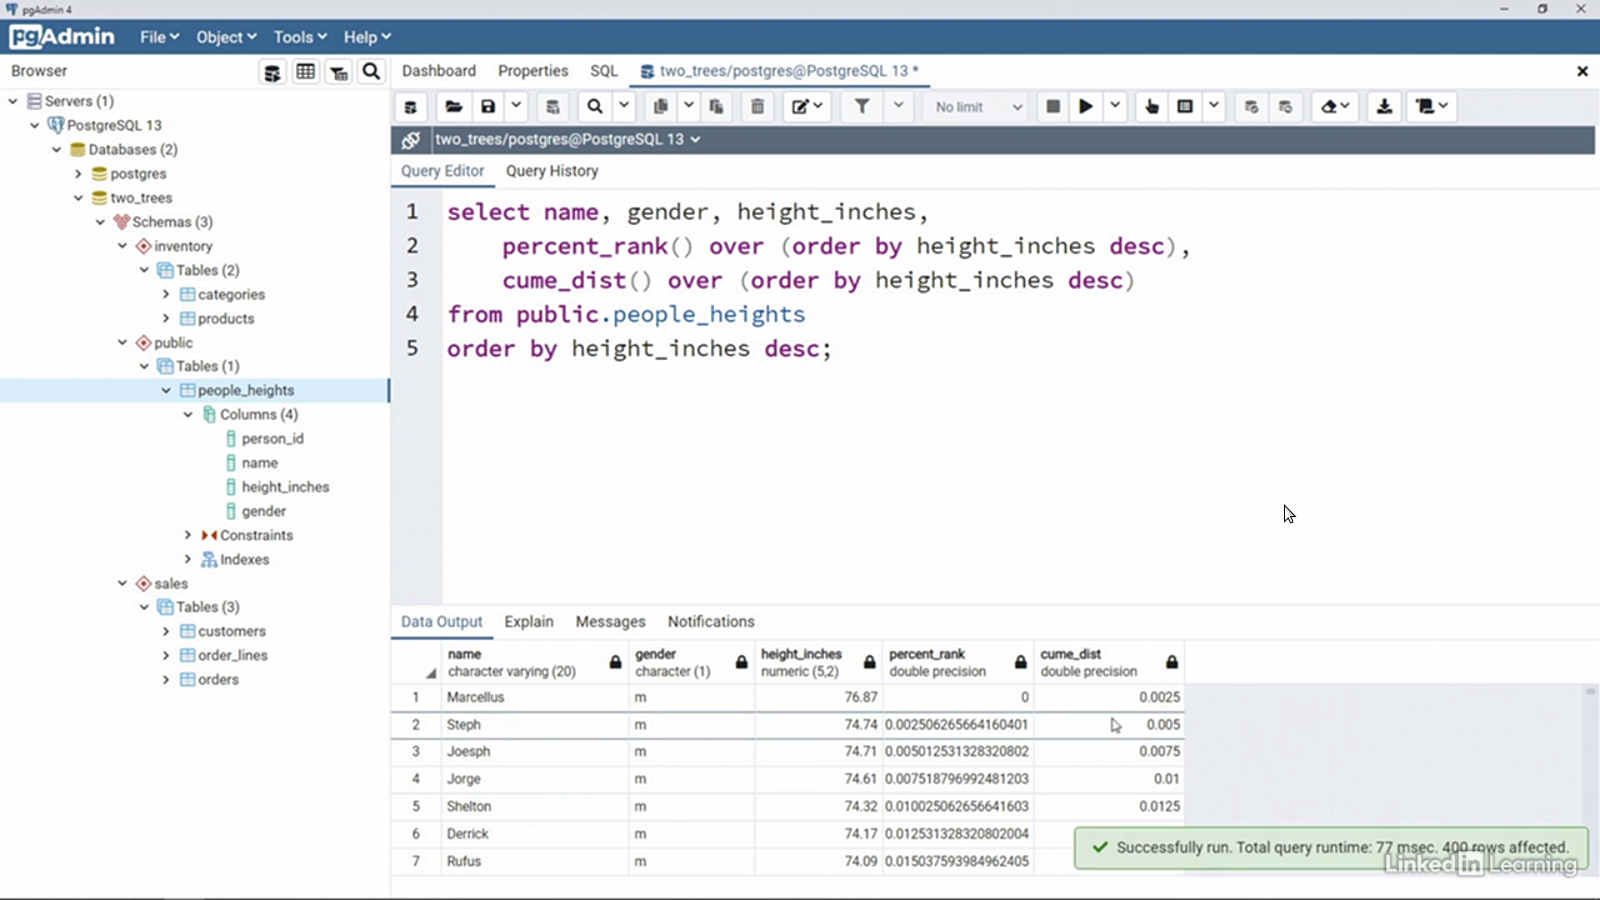 pgAdmin 4
pgAdmin File Object Tools Help
Browser
Dashboard Properties SQL two_trees/postgres@PostgreSQL 13 *
No limit
two_trees/postgres@PostgreSQL 13
Query Editor Query History
Servers (1)
PostgreSQL 13
Databases (2)
postgres
two_trees
Schemas (3)
inventory
Tables (2)
categories
products
public
Tables (1)
people_heights
Columns (4)
person_id
name
height_inches
gender
Constraints
Indexes
sales
Tables (3)
customers
order_lines
orders
1 select name, gender, height_inches,
2 percent_rank() over (order by height_inches desc),
3 cume_dist() over (order by height_inches desc)
4 from public.people_heights
5 order by height_inches desc;
Data Output Explain Messages Notifications
name gender height_inches percent_rank cume_dist
character varying (20) character (1) numeric (5,2) double precision double precision
1 Marcellus m 76.87 0 0.0025
2 Steph m 74.74 0.002506265664160401 0.005
3 Joesph m 74.71 0.005012531328320802 0.0075
4 Jorge m 74.61 0.0075187969924812030 0.01
5 Shelton m 74.32 0.010025062656641603 0.0125
6 Derrick m 74.17 0.012531328320802004
7 Rufus m 74.09 0.015037593984962405
Successfully run. Total query runtime: 77 msec. 400 rows affected.
LinkedIn Learning